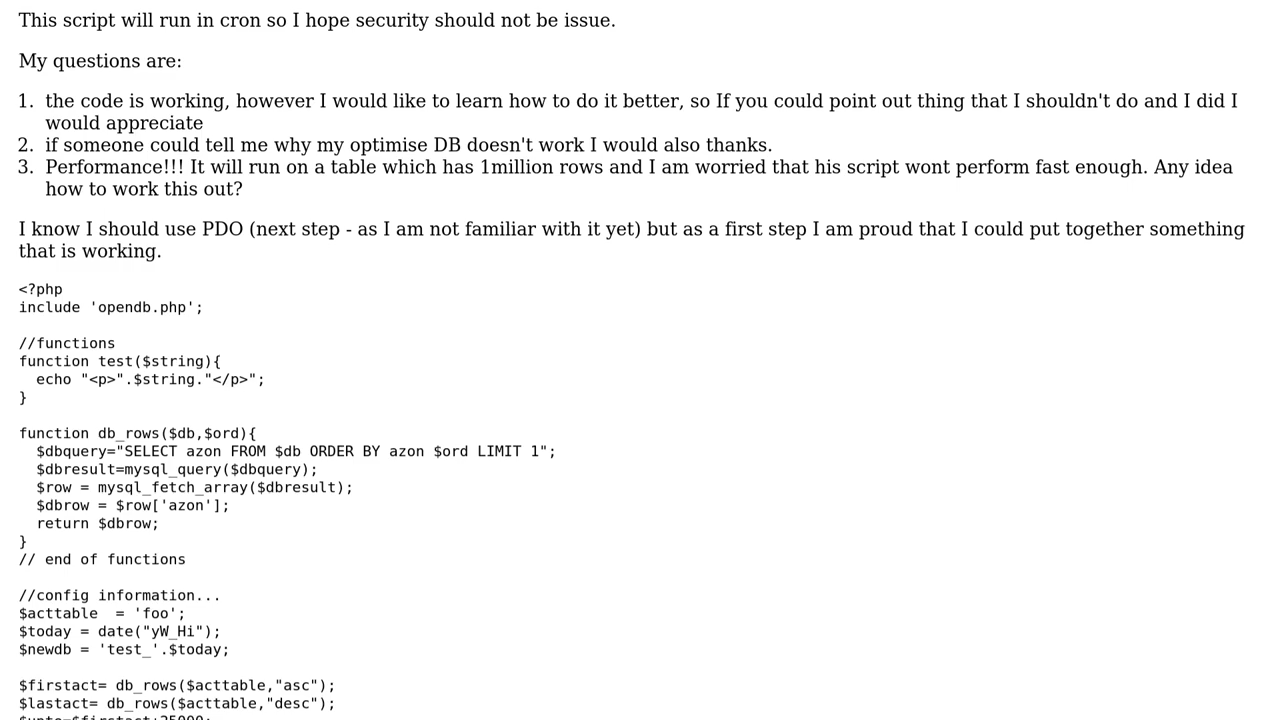 This script will run in cron so I hope security should not be issue.
My questions are:
1. the code is working, however I would like to learn how to do it better, so If you could point out thing that I shouldn't do and I did I
would appreciate
2. if someone could tell me why my optimise DB doesn't work I would also thanks.
3. Performance!!! It will run on a table which has 1million rows and I am worried that his script wont perform fast enough. Any idea
how to work this out?
I know I should use PDO (next step - as I am not familiar with it yet) but as a first step I am proud that I could put together something
that is working.
<?php
include 'opendb.php';
//functions
function test($string){
  echo "<p>".$string."</p>";
}
function db_rows($db,$ord){
  $dbquery="SELECT azon FROM $db ORDER BY azon $ord LIMIT 1";
  $dbresult=mysql_query($dbquery);
  $row = mysql_fetch_array($dbresult);
  $dbrow = $row['azon'];
  return $dbrow;
}
// end of functions
//config information...
$acttable  = 'foo';
$today = date("yW_Hi");
$newdb = 'test_'.$today;
$firstact= db_rows($acttable,"asc");
$lastact= db_rows($acttable,"desc");